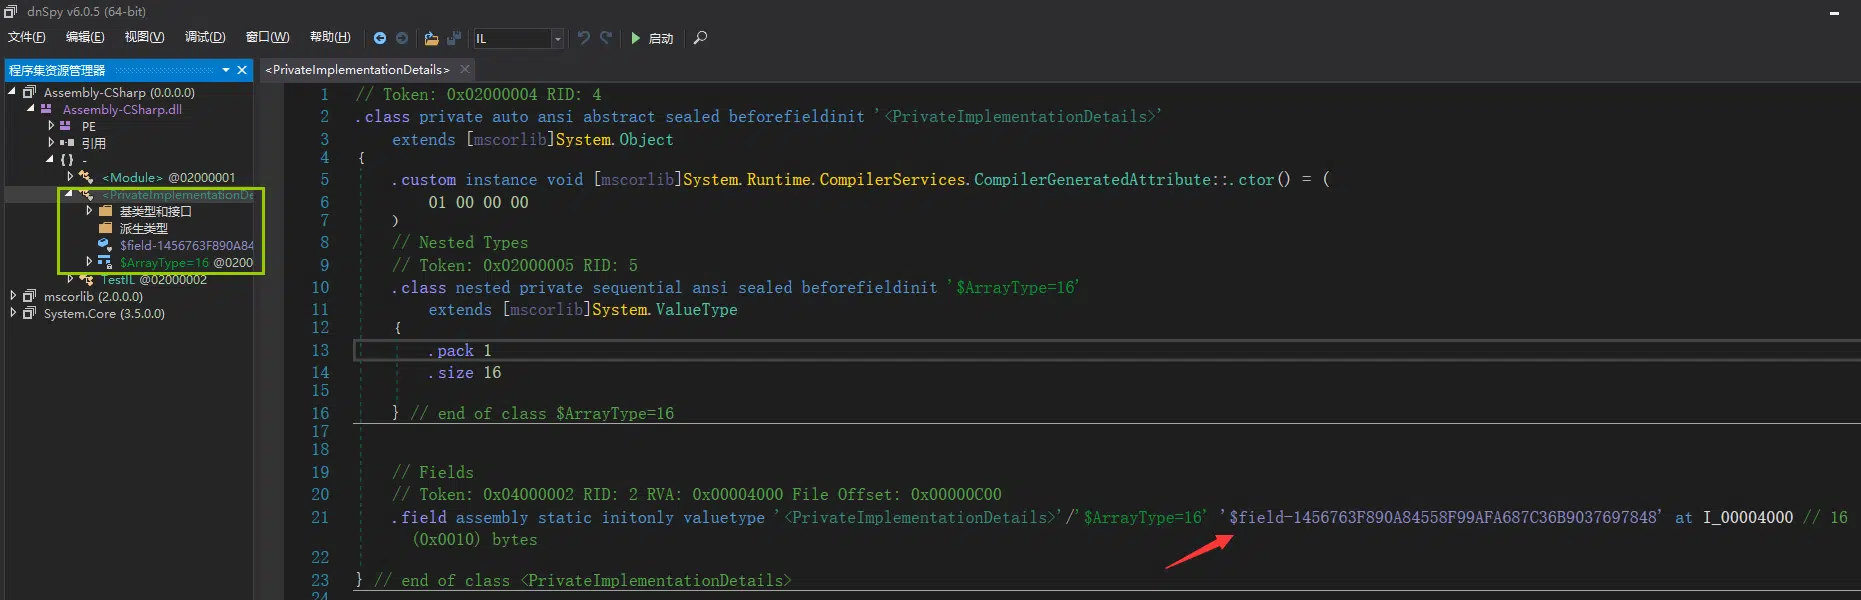 dnSpy v6.0.5 (64-bit)
文件(F) 编辑(E) 视图(V) 调试(D) 窗口(W) 帮助(H) IL 启动
程序集资源管理器
Assembly-CSharp (0.0.0.0)
Assembly-CSharp.dll
PE
引用
{ } -
<Module> @02000001
<PrivateImplementationDe
基类型和接口
派生类型
$field-1456763F890A84
$ArrayType=16 @0200
TestIL @02000002
mscorlib (2.0.0.0)
System.Core (3.5.0.0)
<PrivateImplementationDetails>
1 // Token: 0x02000004 RID: 4
2 .class private auto ansi abstract sealed beforefieldinit '<PrivateImplementationDetails>'
3 extends [mscorlib]System.Object
4 {
5 .custom instance void [mscorlib]System.Runtime.CompilerServices.CompilerGeneratedAttribute::.ctor() = (
6 01 00 00 00
7 )
8 // Nested Types
9 // Token: 0x02000005 RID: 5
10 .class nested private sequential ansi sealed beforefieldinit '$ArrayType=16'
11 extends [mscorlib]System.ValueType
12 {
13 .pack 1
14 .size 16
15
16 } // end of class $ArrayType=16
17
18
19 // Fields
20 // Token: 0x04000002 RID: 2 RVA: 0x00004000 File Offset: 0x00000C00
21 .field assembly static initonly valuetype '<PrivateImplementationDetails>'/'$ArrayType=16' '$field-1456763F890A84558F99AFA687C36B9037697848' at I_00004000 // 16
(0x0010) bytes
22
23 } // end of class <PrivateImplementationDetails>
24